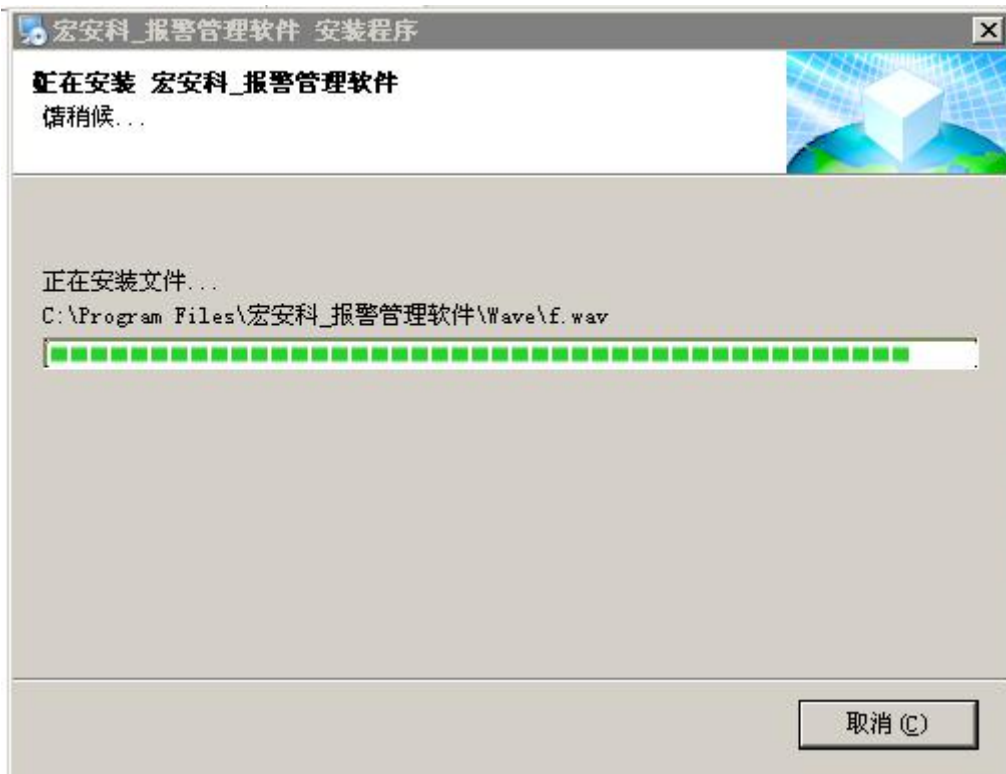 宏安科_报警管理软件 安装程序
正在安装 宏安科_报警管理软件
请稍候...
正在安装文件...
C:\Program Files\宏安科_报警管理软件\Wave\f.wav
取消(C)